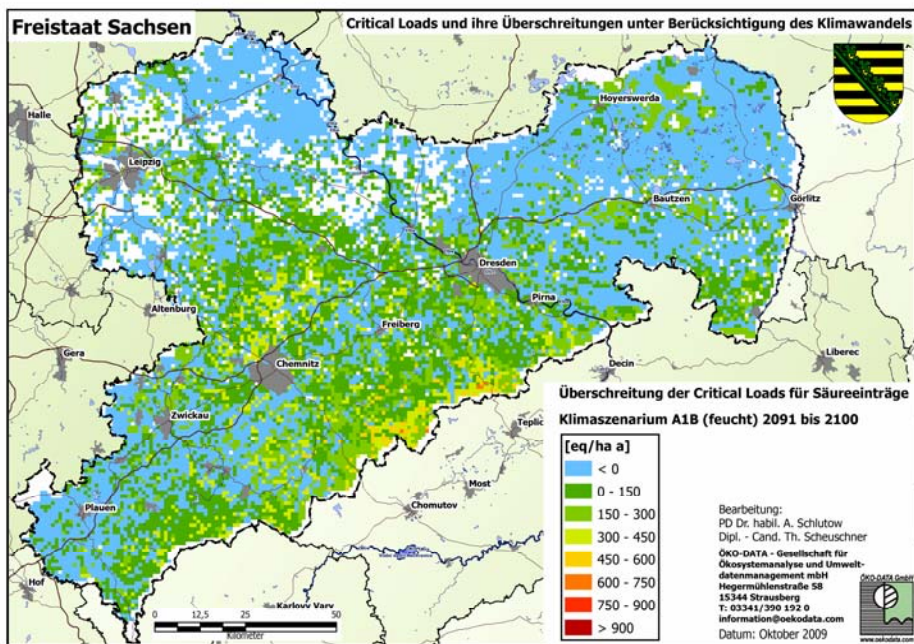 Freistaat Sachsen
Critical Loads und ihre Überschreitungen unter Berücksichtigung des Klimawandels
Halle
Leipzig
Hoyerswerda
Bautzen
Görlitz
Dresden
Pirna
Altenburg
Freiberg
Gera
Chemnitz
Decin
Liberec
Zwickau
Teplic
Most
Chomutov
Plauen
Hof
Karlovy Vary
Überschreitung der Critical Loads für Säureeinträge
Klimaszenarium A1B (feucht) 2091 bis 2100
[eq/ha a]
< 0
0 - 150
150 - 300
300 - 450
450 - 600
600 - 750
750 - 900
> 900
Bearbeitung:
PD Dr. habil. A. Schlutow
Dipl. - Cand. Th. Scheuschner
ÖKO-DATA - Gesellschaft für
Ökosystemanalyse und Umwelt-
datenmanagement mbH
Hegermühlenstraße 58
15344 Strausberg
T: 03341/390 192 0
information@oekodata.com
Datum: Oktober 2009
ÖKO-DATA GmbH
www.oekodata.com
0 12,5 25 50
Kilometer